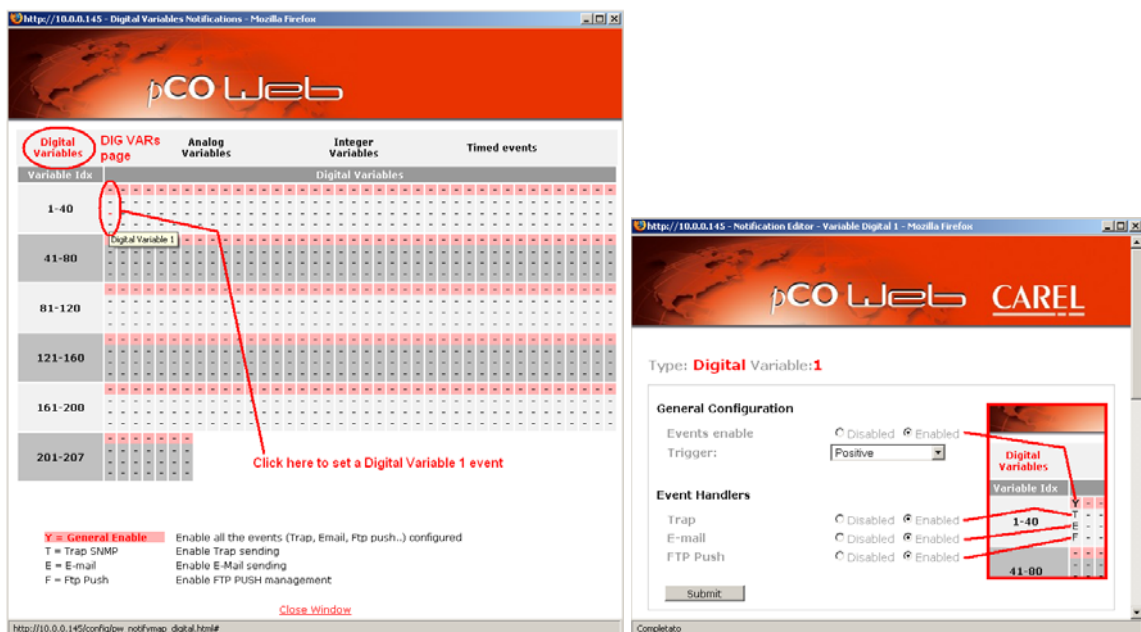 http://10.0.0.145 - Digital Variables Notifications - Mozilla Firefox
pCO Web
Digital Variables
DIG VARs page
Analog Variables
Integer Variables
Timed events
Variable Idx
Digital Variables
1-40
Digital Variable 1
41-80
81-120
121-160
161-200
201-207
Click here to set a Digital Variable 1 event
Y = General Enable Enable all the events (Trap, Email, Ftp push..) configured
T = Trap SNMP Enable Trap sending
E = E-mail Enable E-Mail sending
F = Ftp Push Enable FTP PUSH management
Close Window
http://10.0.0.145/config/pw_notifymap_digital.html#
http://10.0.0.145 - Notification Editor - Variable Digital 1 - Mozilla Firefox
pCO Web CAREL
Type: Digital Variable:1
General Configuration
Events enable Disabled Enabled
Trigger: Positive
Event Handlers
Trap Disabled Enabled
E-mail Disabled Enabled
FTP Push Disabled Enabled
Submit
Digital Variables
Variable Idx
Y - -
1-40
T - -
E - -
F - -
41-80
Completato